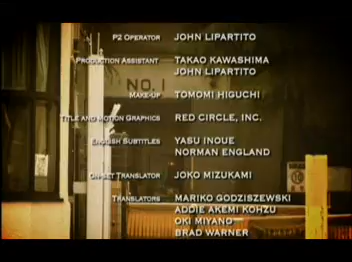 P2 OPERATOR JOHN LIPARTITO
PRODUCTION ASSISTANT TAKAO KAWASHIMA
JOHN LIPARTITO
NO. 1
MAKE-UP TOMOMI HIGUCHI
TITLE AND MOTION GRAPHICS RED CIRCLE, INC.
ENGLISH SUBTITLES YASU INOUE
NORMAN ENGLAND
ON-SET TRANSLATOR JOKO MIZUKAMI
TRANSLATORS MARIKO GODZISZEWSKI
ADDIE AKEMI KOHZU
OKI MIYANO
BRAD WARNER